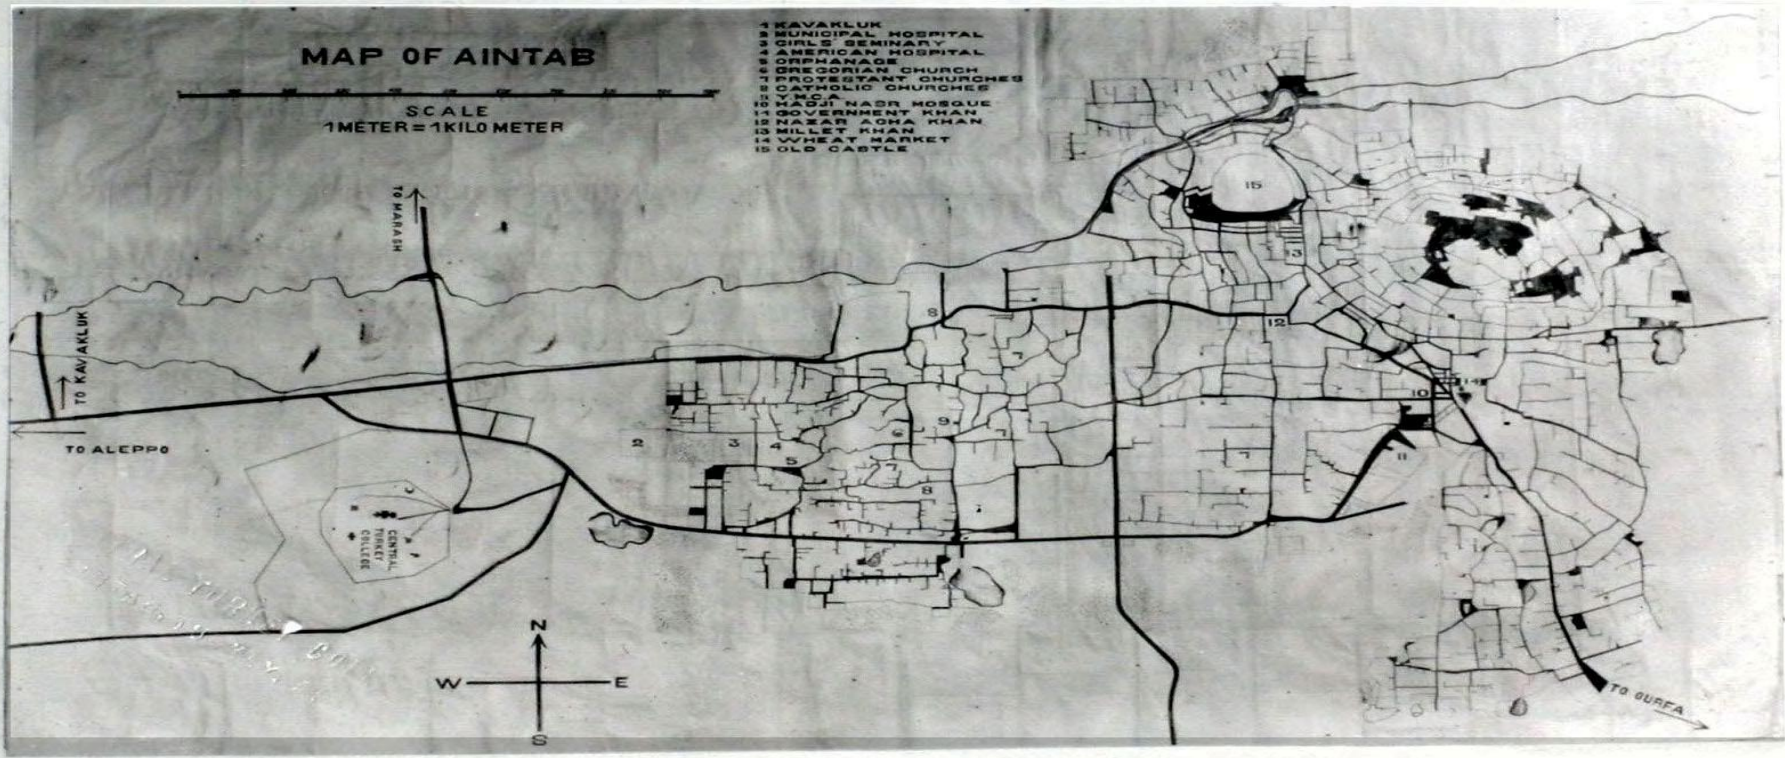 MAP OF AINTAB
SCALE
1 METER = 1 KILO METER
1 KAVAKLUK
2 MUNICIPAL HOSPITAL
3 GIRLS' SEMINARY
4 AMERICAN HOSPITAL
5 ORPHANAGE
6 GREGORIAN CHURCH
7 PROTESTANT CHURCHES
8 CATHOLIC CHURCHES
9 Y.M.C.A.
10 HADJI NASR MOSQUE
11 GOVERNMENT KHAN
12 NAZAR AGHA KHAN
13 MILLET KHAN
14 WHEAT MARKET
15 OLD CASTLE
TO MARASH
15
13
TO KAVAKLUK
8
12
14
10
TO ALEPPO
2
3
4
5
6
9
11
8
7
CENTRAL
TURKEY
COLLEGE
N
W
E
S
TO OURFA